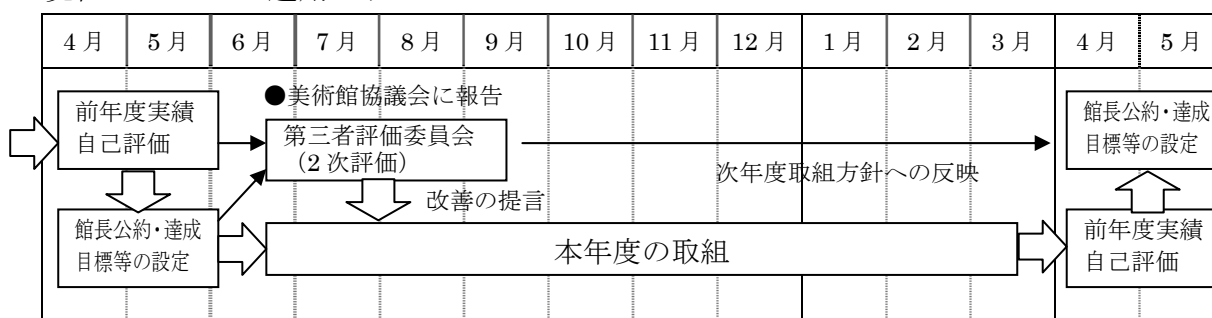 4月 5月 6月 7月 8月 9月 10月 11月 12月 1月 2月 3月 4月 5月
●美術館協議会に報告
前年度実績
自己評価
第三者評価委員会
(2次評価)
館長公約・達成
目標等の設定
次年度取組方針への反映
改善の提言
館長公約・達成
目標等の設定
本年度の取組
前年度実績
自己評価